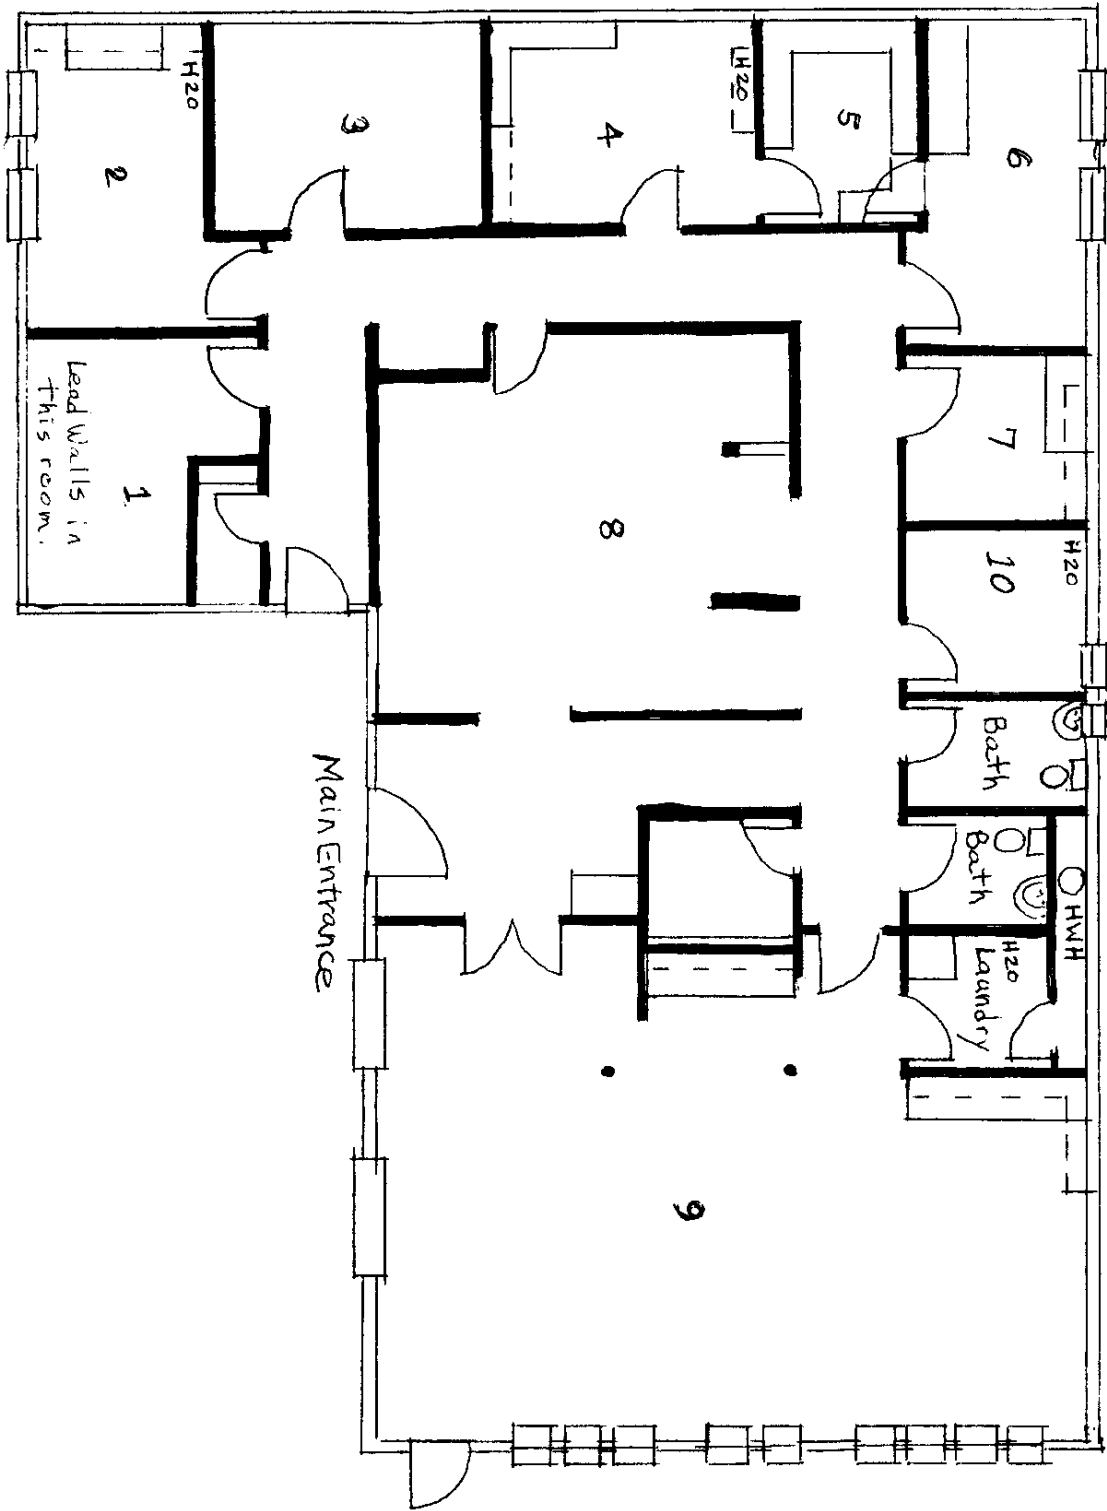 H20
2
3
4
H20
5
6
Lead Walls in
this room.
1
7
8
10
H20
Bath
Bath
HWH
H20
Laundry
Main Entrance
9